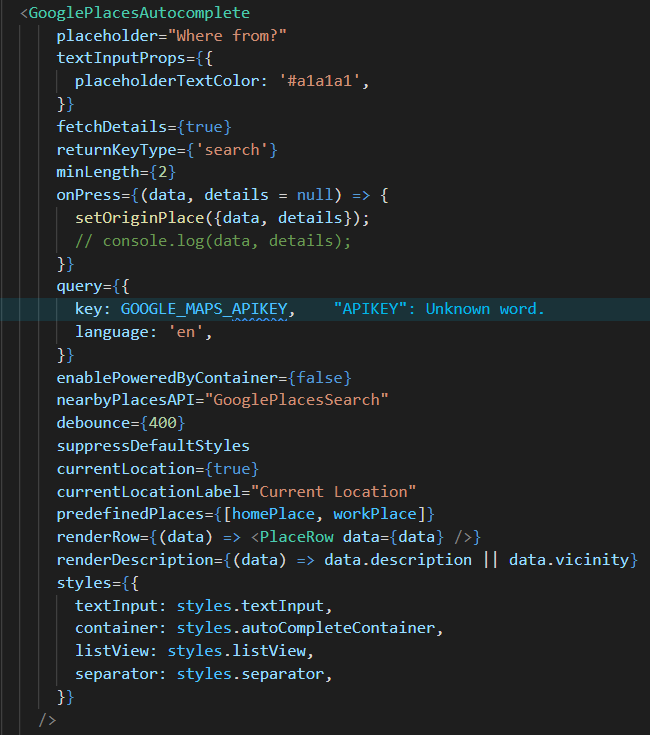 <GooglePlacesAutocomplete
placeholder="Where from?"
textInputProps={{
placeholderTextColor: '#a1a1a1',
}}
fetchDetails={true}
returnKeyType={'search'}
minLength={2}
onPress={(data, details = null) => {
setOriginPlace({data, details});
// console.log(data, details);
}}
query={{
key: GOOGLE_MAPS_APIKEY, "APIKEY": Unknown word.
language: 'en',
}}
enablePoweredByContainer={false}
nearbyPlacesAPI="GooglePlacesSearch"
debounce={400}
suppressDefaultStyles
currentLocation={true}
currentLocationLabel="Current Location"
predefinedPlaces={[homePlace, workPlace]}
renderRow={(data) => <PlaceRow data={data} />}
renderDescription={(data) => data.description || data.vicinity}
styles={{
textInput: styles.textInput,
container: styles.autoCompleteContainer,
listView: styles.listView,
separator: styles.separator,
}}
/>